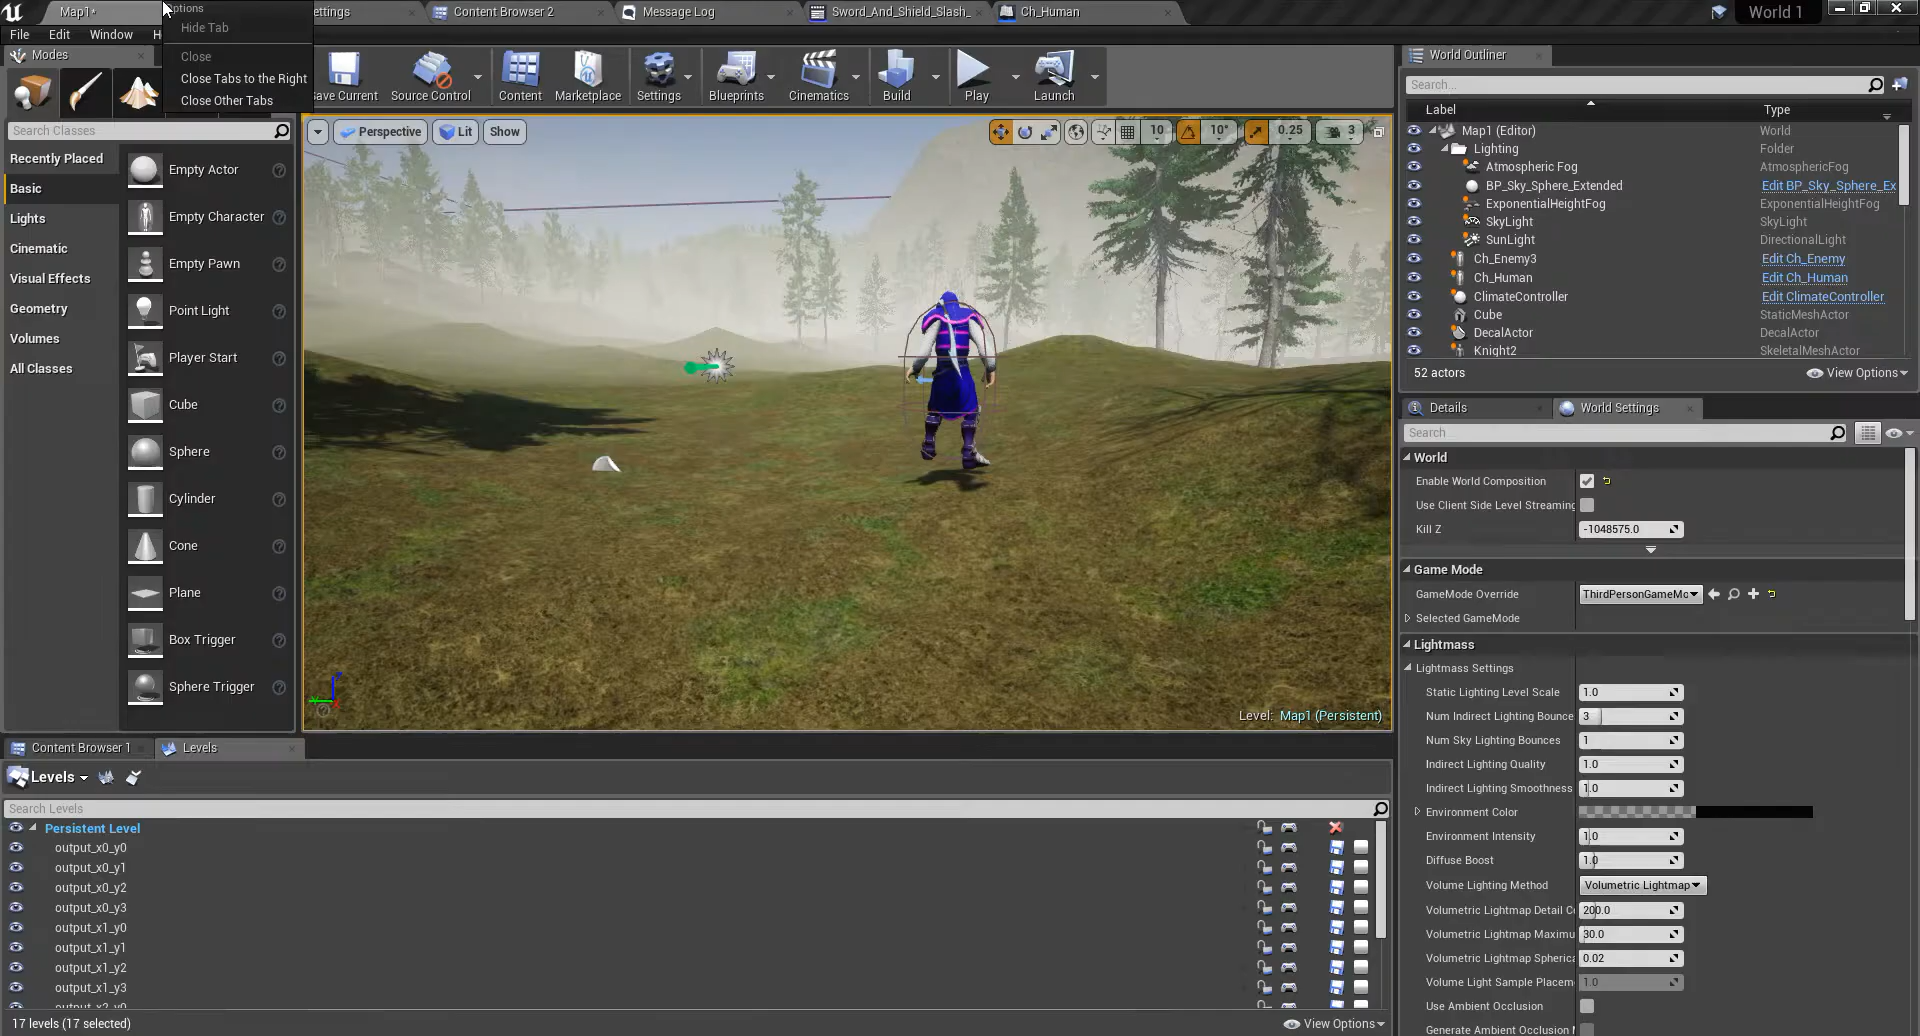 Map1*
Options
ettings
Content Browser 2
Message Log
Sword_And_Shield_Slash_
Ch_Human
World 1
Hide Tab
File
Edit
Window
H
Close
Close Tabs to the Right
Close Other Tabs
Modes
Save Current
Source Control
Content
Marketplace
Settings
Blueprints
Cinematics
Build
Play
Launch
Search Classes
Recently Placed
Basic
Lights
Cinematic
Visual Effects
Geometry
Volumes
All Classes
Empty Actor
Empty Character
Empty Pawn
Point Light
Player Start
Cube
Sphere
Cylinder
Cone
Plane
Box Trigger
Sphere Trigger
Perspective
Lit
Show
10
10°
0.25
3
Level: Map1 (Persistent)
World Outliner
Search...
Label Type
Map1 (Editor) World
Lighting Folder
Atmospheric Fog AtmosphericFog
BP_Sky_Sphere_Extended Edit BP_Sky_Sphere_Ex
ExponentialHeightFog ExponentialHeightFog
SkyLight SkyLight
SunLight DirectionalLight
Ch_Enemy3 Edit Ch_Enemy
Ch_Human Edit Ch_Human
ClimateController Edit ClimateController
Cube StaticMeshActor
DecalActor DecalActor
Knight2 SkeletalMeshActor
52 actors
View Options
Details
World Settings
Search
World
Enable World Composition
Use Client Side Level Streaming
Kill Z -1048575.0
Game Mode
GameMode Override ThirdPersonGameMo
Selected GameMode
Lightmass
Lightmass Settings
Static Lighting Level Scale 1.0
Num Indirect Lighting Bounce 3
Num Sky Lighting Bounces 1
Indirect Lighting Quality 1.0
Indirect Lighting Smoothness 1.0
Environment Color
Environment Intensity 1.0
Diffuse Boost 1.0
Volume Lighting Method Volumetric Lightmap
Volumetric Lightmap Detail C 200.0
Volumetric Lightmap Maximu 30.0
Volumetric Lightmap Spherica 0.02
Volume Light Sample Placem 1.0
Use Ambient Occlusion
Generate Ambient Occlusion M
Content Browser 1
Levels
Levels
Search Levels
Persistent Level
output_x0_y0
output_x0_y1
output_x0_y2
output_x0_y3
output_x1_y0
output_x1_y1
output_x1_y2
output_x1_y3
output_x2_y0
17 levels (17 selected)
View Options